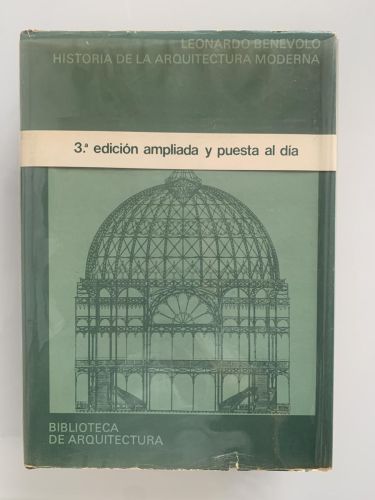 LEONARDO BENEVOLO
HISTORIA DE LA ARQUITECTURA MODERNA
3.ª edición ampliada y puesta al día
BIBLIOTECA
DE ARQUITECTURA